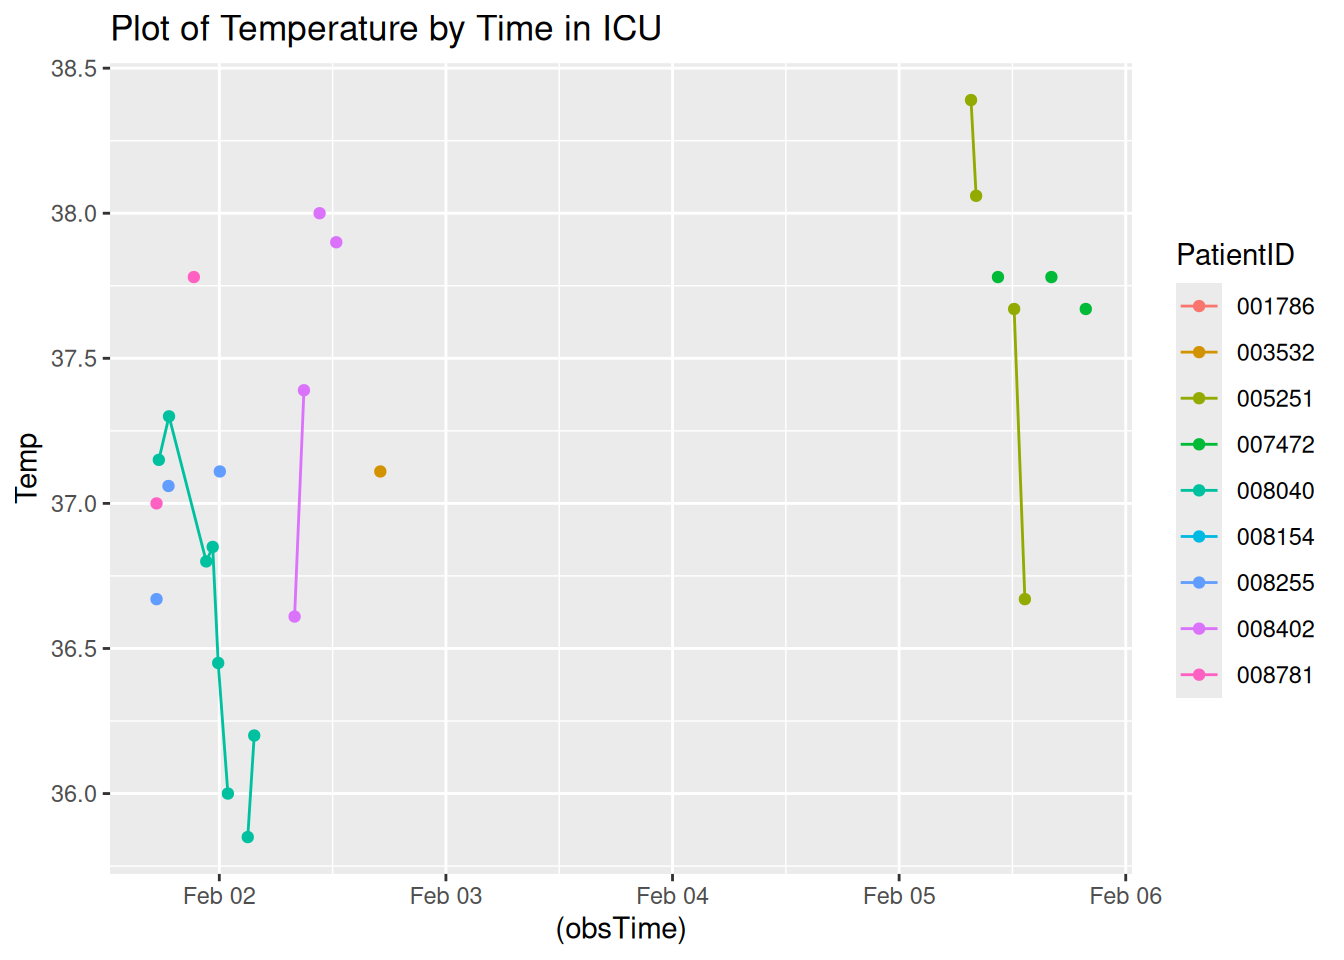 Plot of Temperature by Time in ICU
38.5
38.0
37.5
37.0
36.5
36.0
Temp
Feb 02
Feb 03
Feb 04
Feb 05
Feb 06
(obsTime)
PatientID
001786
003532
005251
007472
008040
008154
008255
008402
008781